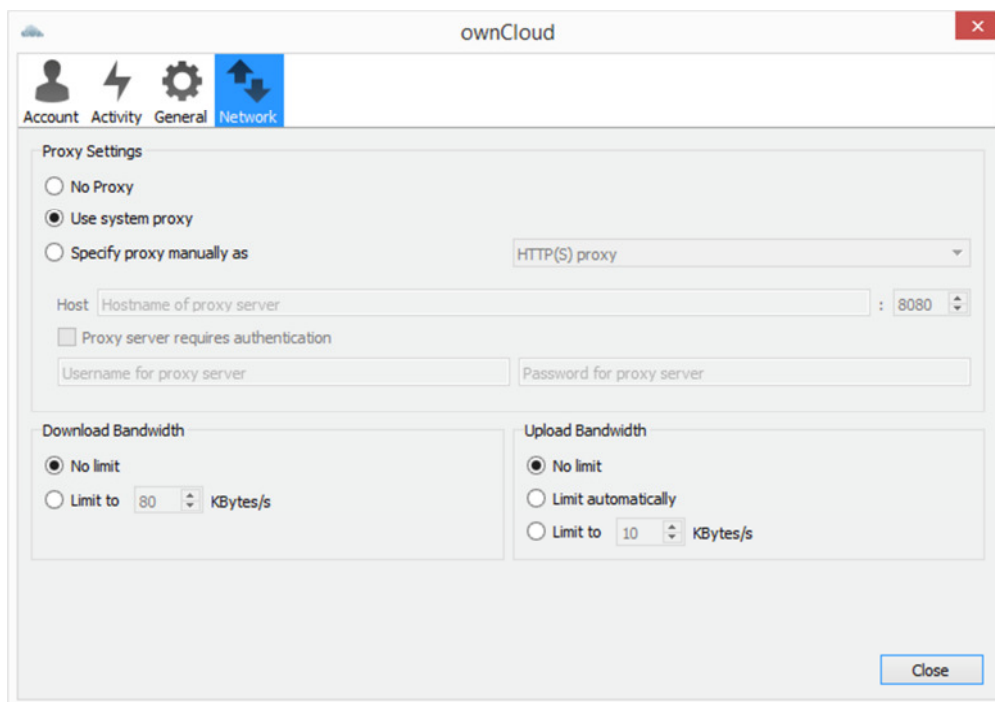 ownCloud
Account Activity General Network
Proxy Settings
No Proxy
Use system proxy
Specify proxy manually as HTTP(S) proxy
Host Hostname of proxy server : 8080
Proxy server requires authentication
Username for proxy server Password for proxy server
Download Bandwidth Upload Bandwidth
No limit No limit
Limit to 80 KBytes/s Limit automatically
Limit to 10 KBytes/s
Close